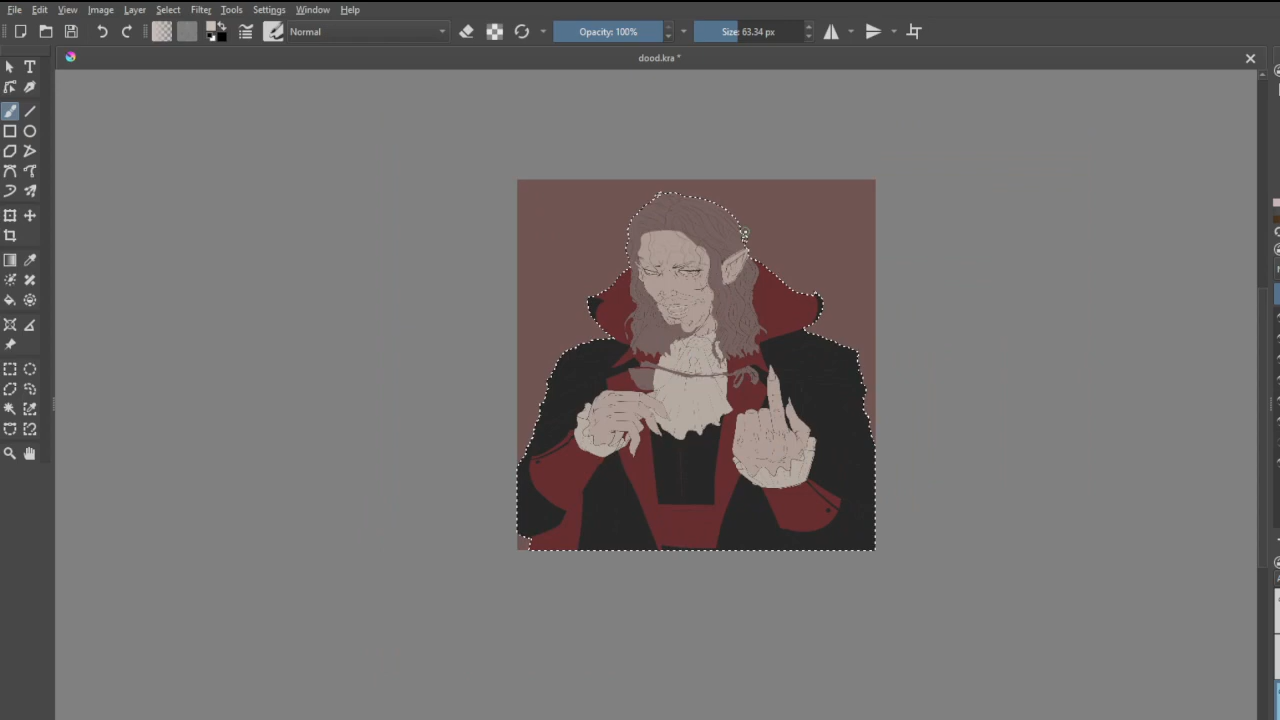 File Edit View Image Layer Select Filter Tools Settings Window Help
Normal Opacity: 100% Size: 63.34 px
dood.kra *